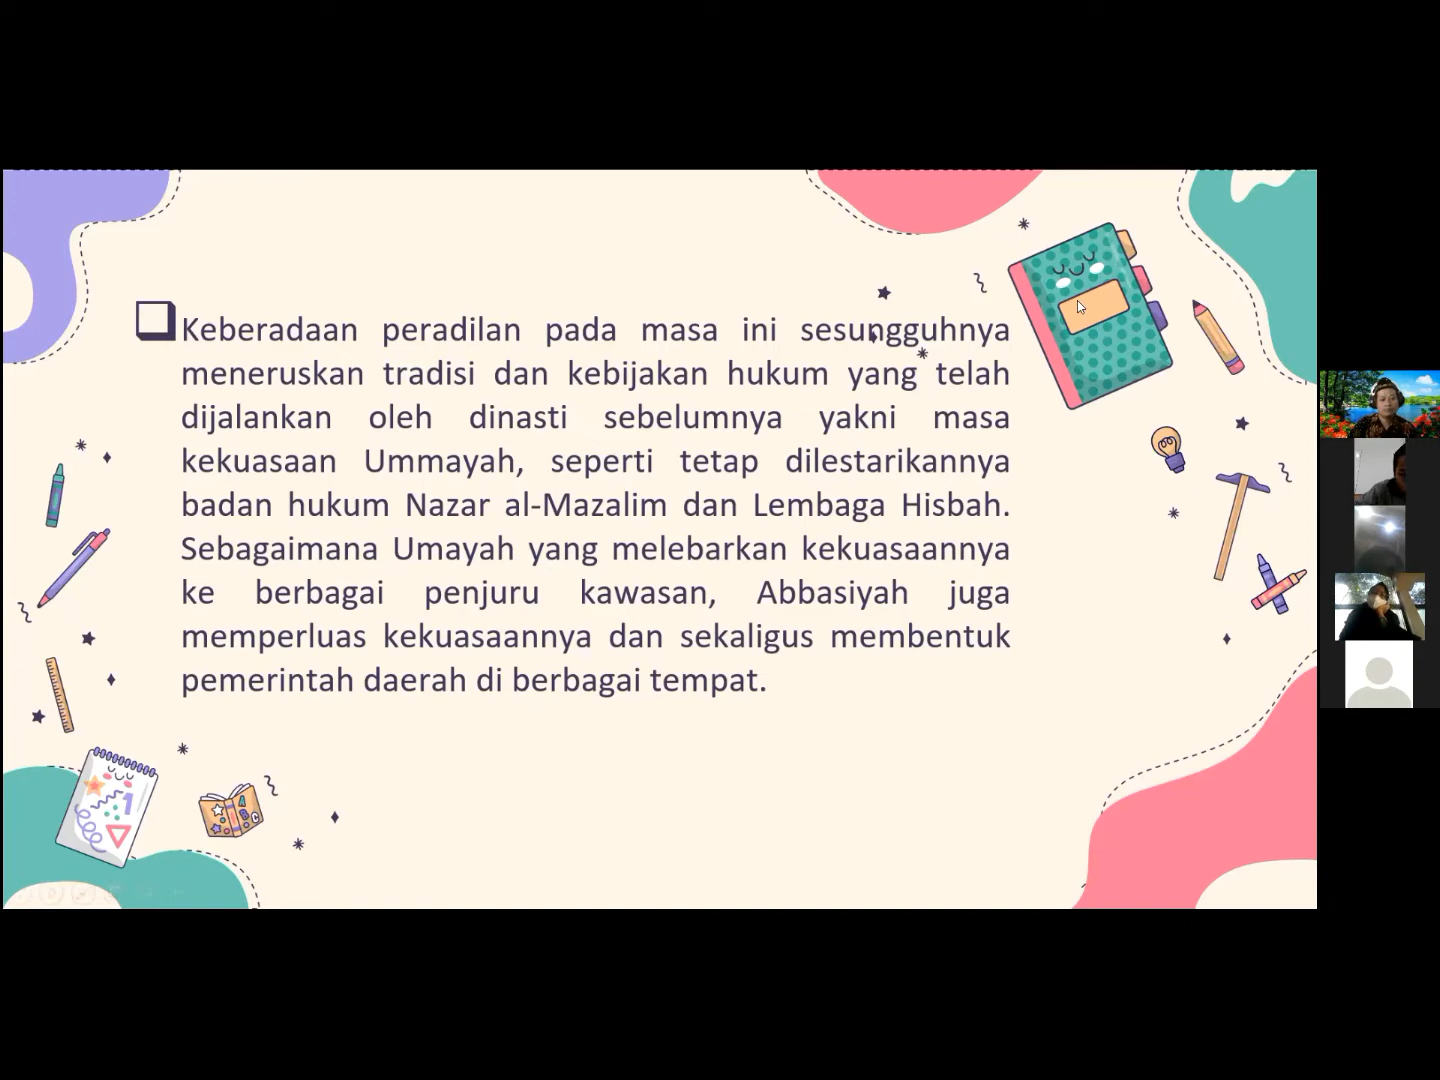 Keberadaan peradilan pada masa ini sesungguhnya
meneruskan tradisi dan kebijakan hukum yang telah
dijalankan oleh dinasti sebelumnya yakni masa
kekuasaan Ummayah, seperti tetap dilestarikannya
badan hukum Nazar al-Mazalim dan Lembaga Hisbah.
Sebagaimana Umayah yang melebarkan kekuasaannya
ke berbagai penjuru kawasan, Abbasiyah juga
memperluas kekuasaannya dan sekaligus membentuk
pemerintah daerah di berbagai tempat.
1
A
B
C